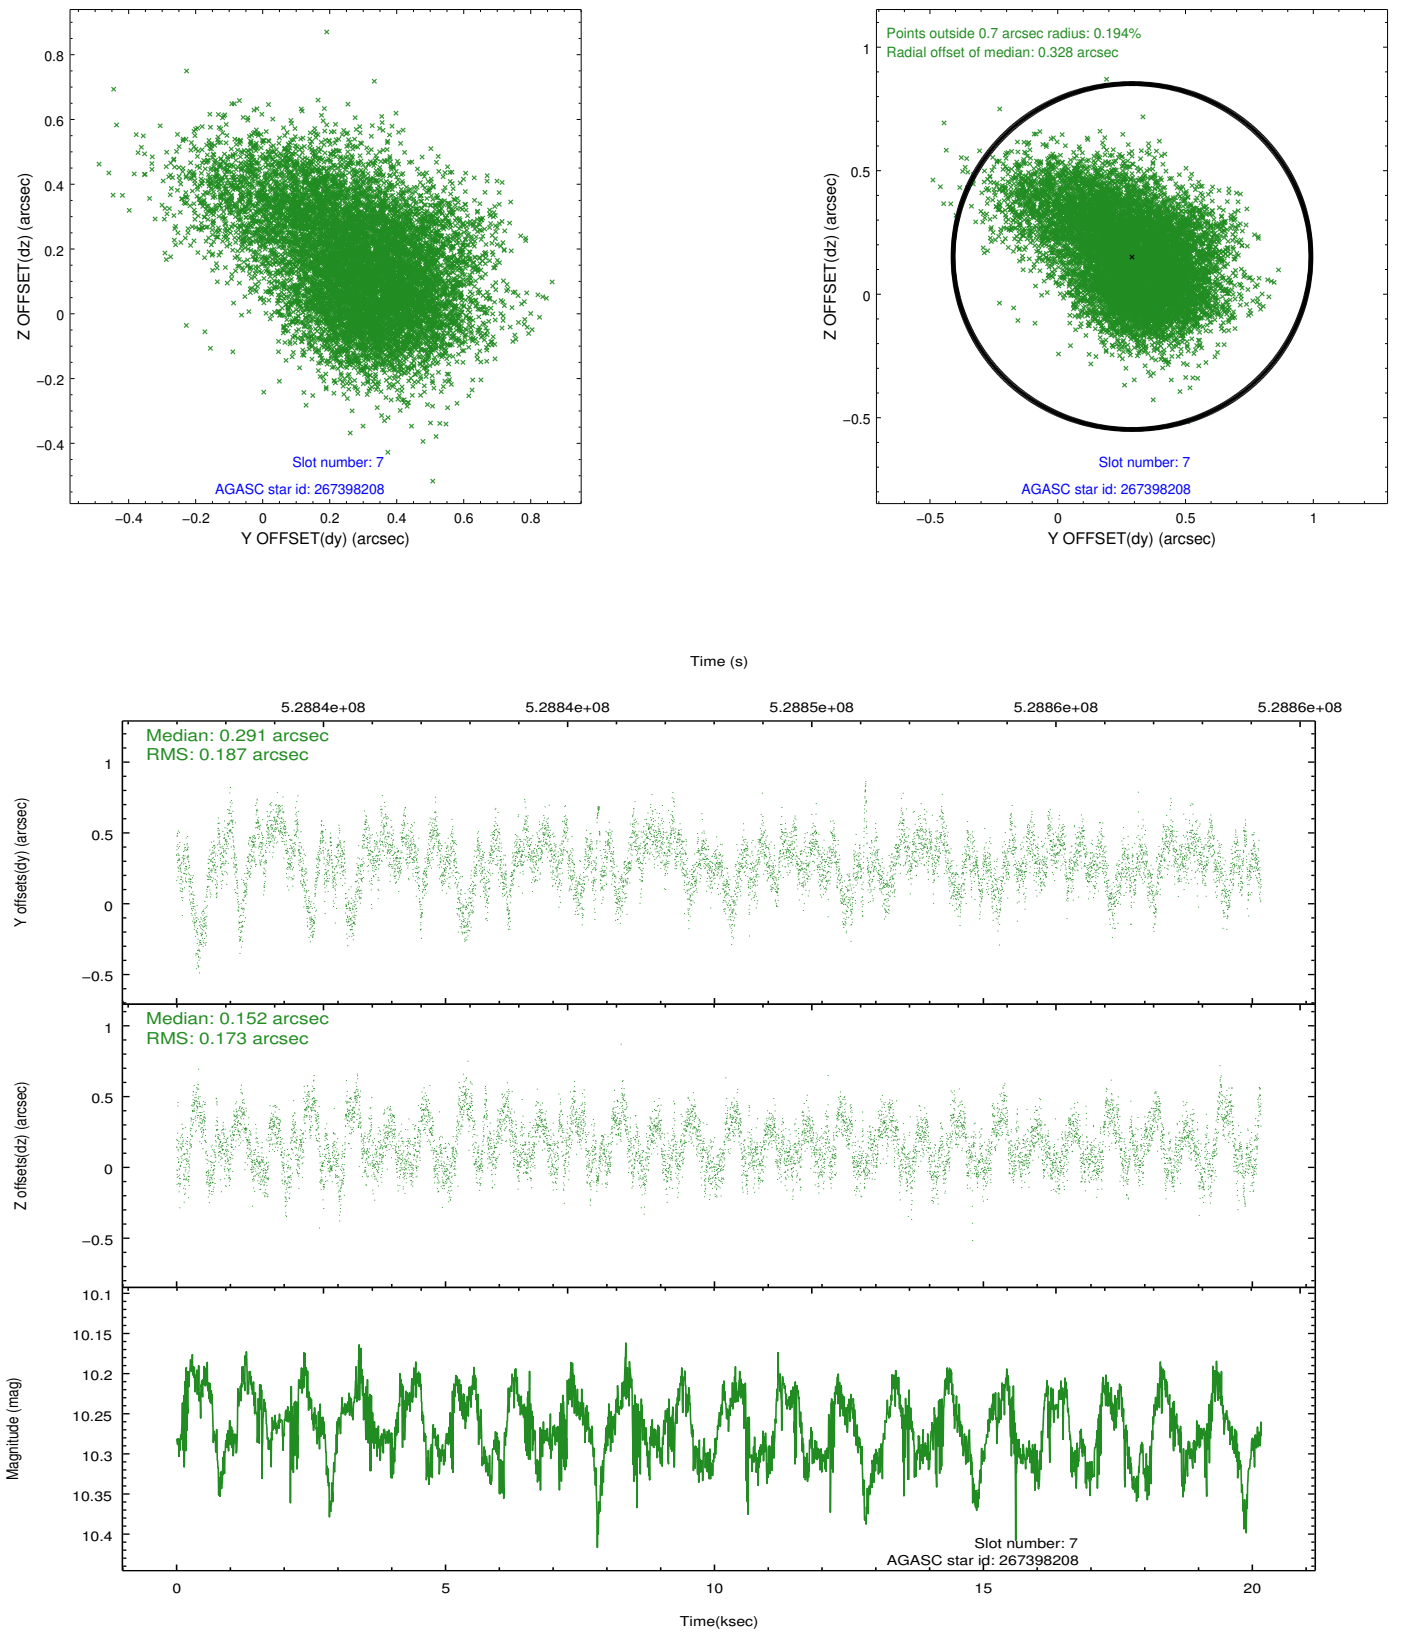 0.8
0.6
0.4
0.2
0
−0.2
−0.4
Z OFFSET(dz) (arcsec)
Slot number: 7
AGASC star id: 267398208
−0.4 −0.2 0 0.2 0.4 0.6 0.8
Y OFFSET(dy) (arcsec)
Points outside 0.7 arcsec radius: 0.194%
Radial offset of median: 0.328 arcsec
1
0.5
0
−0.5
Z OFFSET(dz) (arcsec)
Slot number: 7
AGASC star id: 267398208
−0.5 0 0.5 1
Y OFFSET(dy) (arcsec)
Time (s)
5.2884e+08 5.2884e+08 5.2885e+08 5.2886e+08 5.2886e+08
Median: 0.291 arcsec
RMS: 0.187 arcsec
1
0.5
0
−0.5
Y offsets(dy) (arcsec)
Median: 0.152 arcsec
RMS: 0.173 arcsec
1
0.5
0
−0.5
Z offsets(dz) (arcsec)
10.1
10.15
10.2
10.25
10.3
10.35
10.4
Magnitude (mag)
Slot number: 7
AGASC star id: 267398208
0 5 10 15 20
Time(ksec)